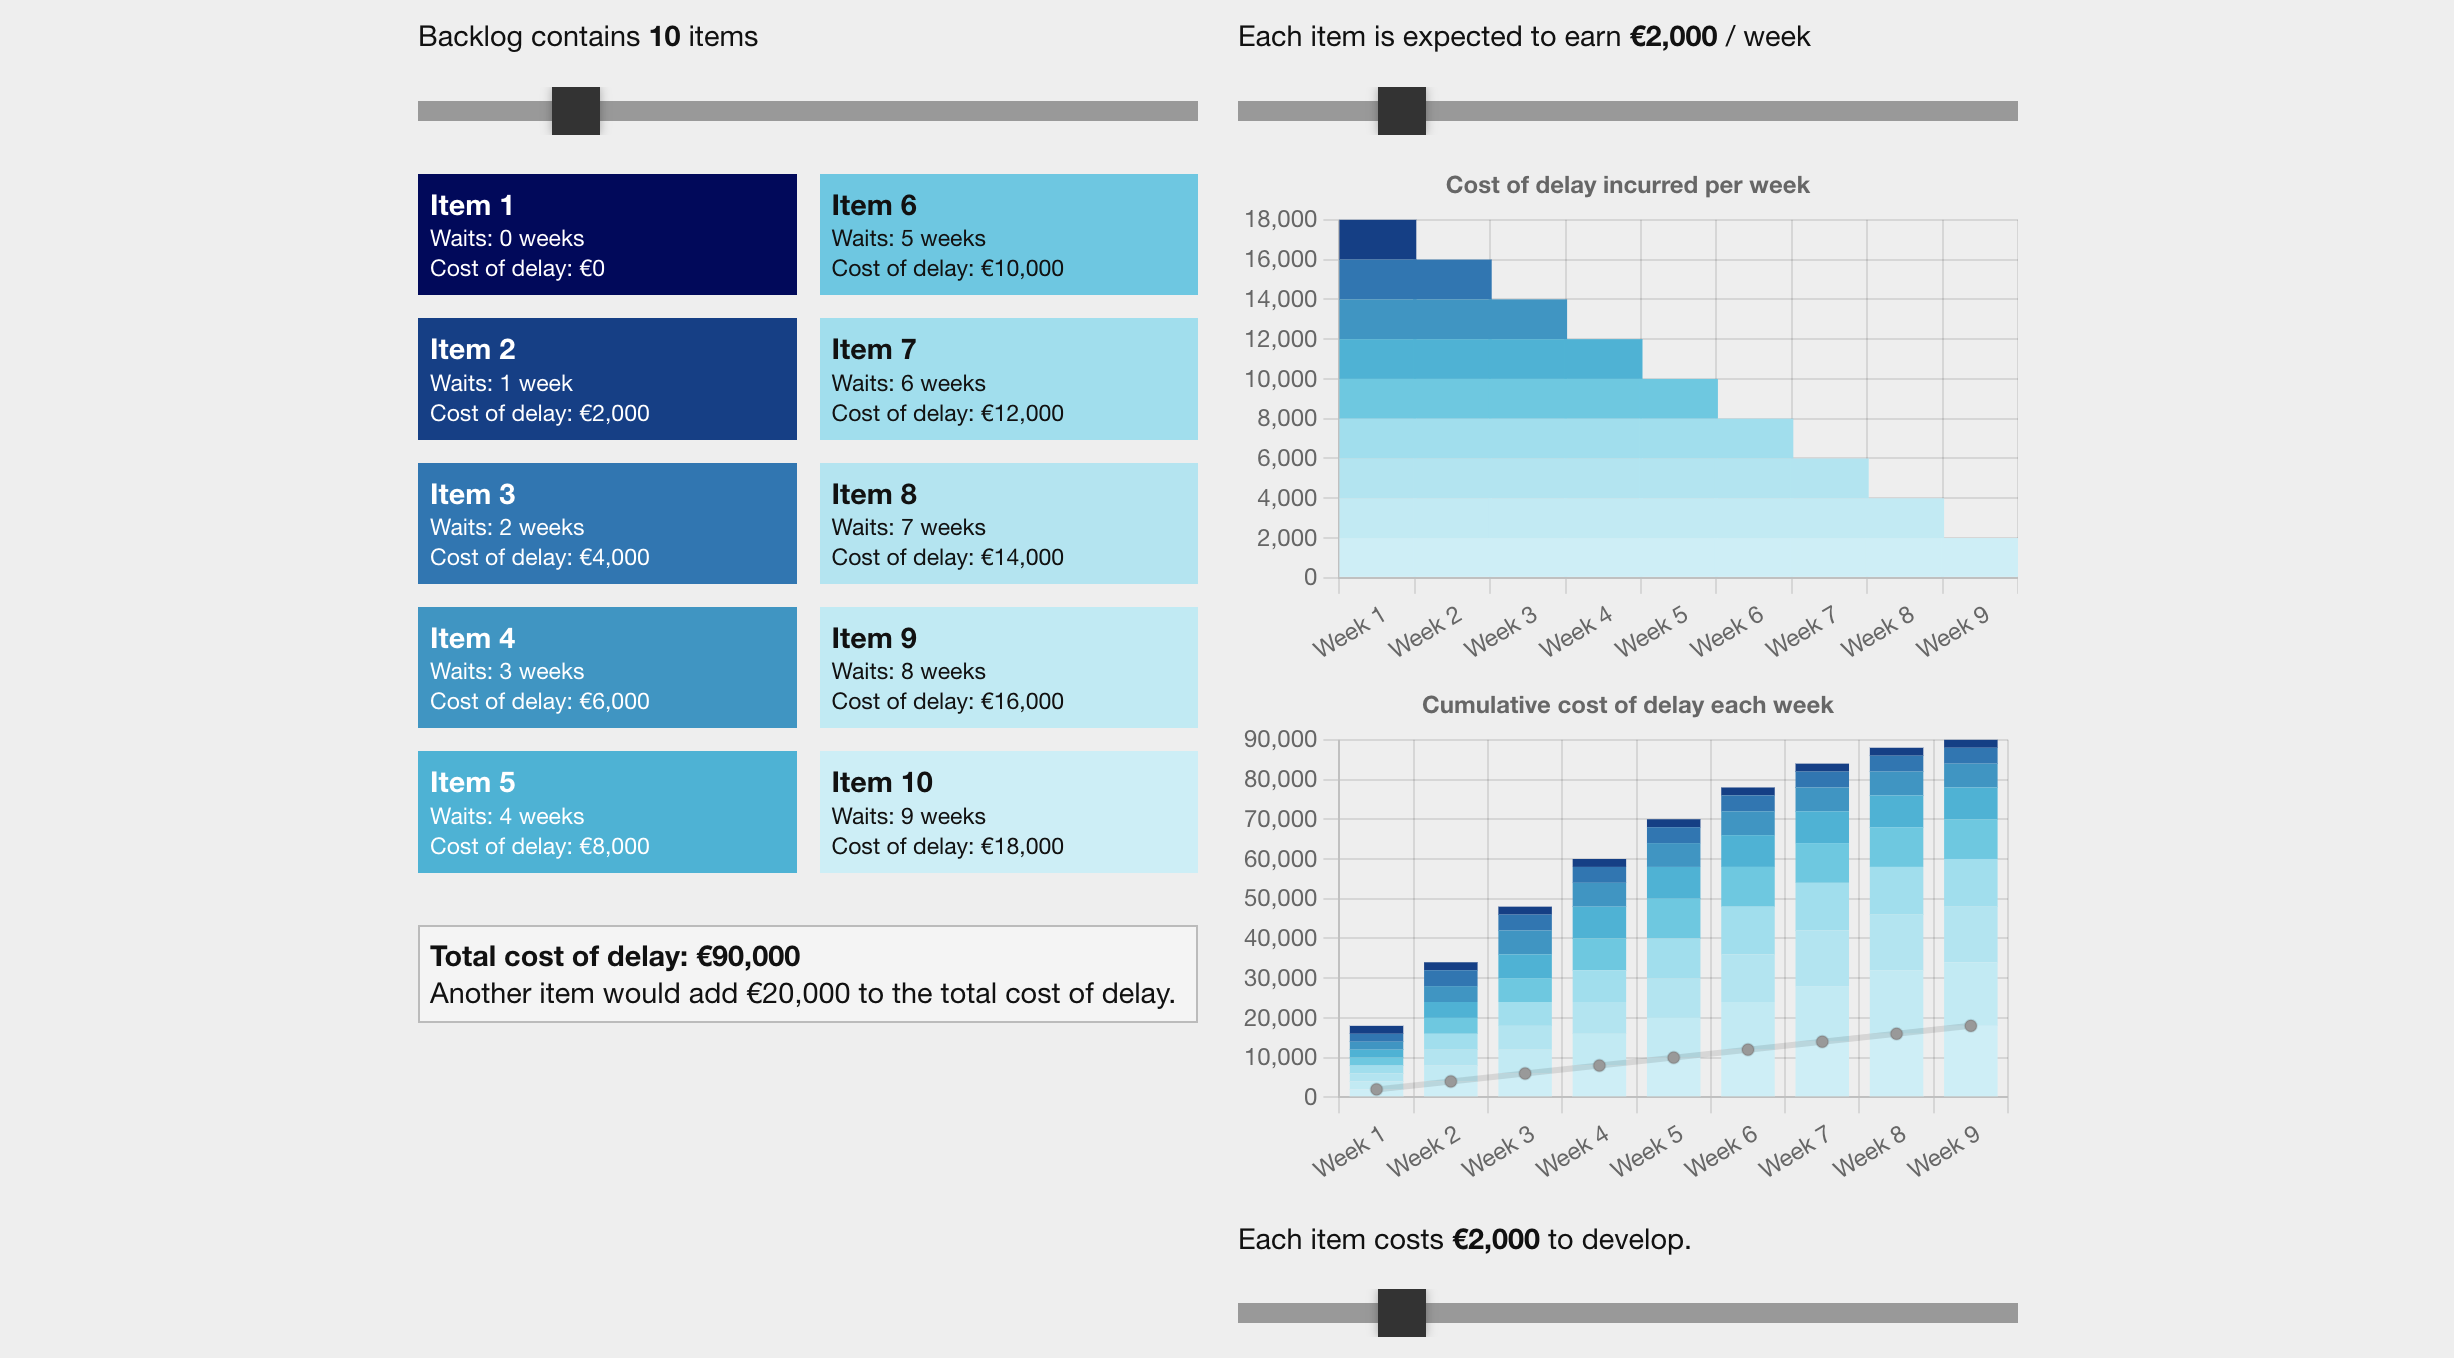 Backlog contains 10 items
Item 1
Waits: 0 weeks
Cost of delay: €0
Item 2
Waits: 1 week
Cost of delay: €2,000
Item 3
Waits: 2 weeks
Cost of delay: €4,000
Item 4
Waits: 3 weeks
Cost of delay: €6,000
Item 5
Waits: 4 weeks
Cost of delay: €8,000
Item 6
Waits: 5 weeks
Cost of delay: €10,000
Item 7
Waits: 6 weeks
Cost of delay: €12,000
Item 8
Waits: 7 weeks
Cost of delay: €14,000
Item 9
Waits: 8 weeks
Cost of delay: €16,000
Item 10
Waits: 9 weeks
Cost of delay: €18,000
Total cost of delay: €90,000
Another item would add €20,000 to the total cost of delay.
Each item is expected to earn €2,000 / week
Cost of delay incurred per week
18,000
16,000
14,000
12,000
10,000
8,000
6,000
4,000
2,000
0
Week 1 Week 2 Week 3 Week 4 Week 5 Week 6 Week 7 Week 8 Week 9
Cumulative cost of delay each week
90,000
80,000
70,000
60,000
50,000
40,000
30,000
20,000
10,000
0
Week 1 Week 2 Week 3 Week 4 Week 5 Week 6 Week 7 Week 8 Week 9
Each item costs €2,000 to develop.